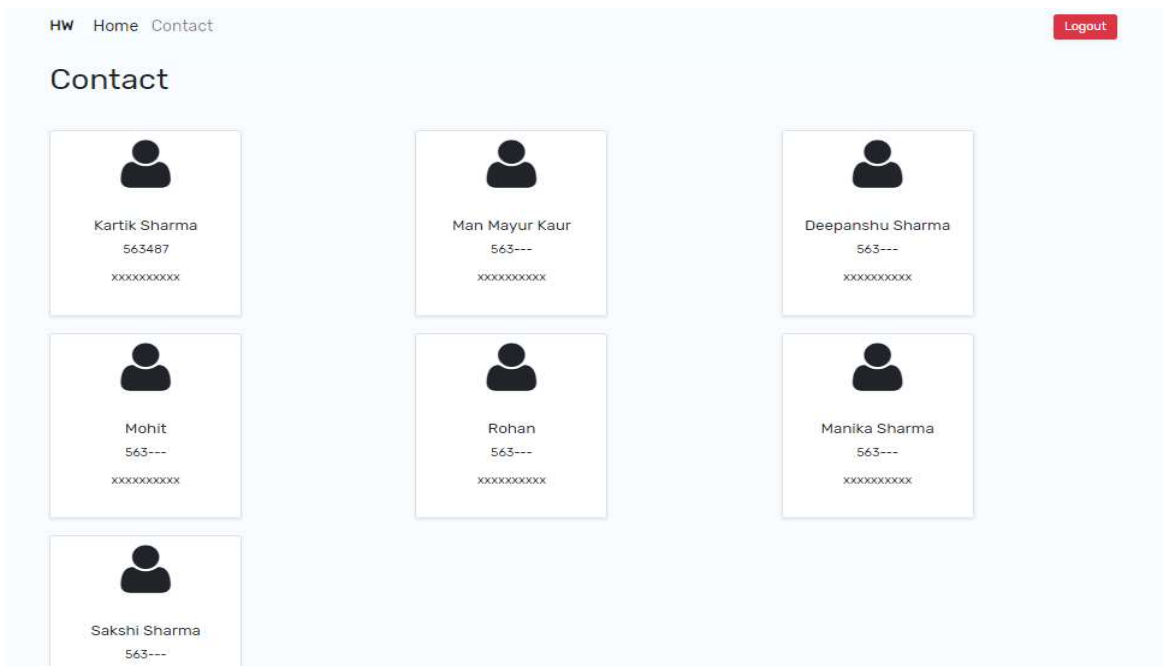 HW Home Contact Logout
Contact
Kartik Sharma
563487
xxxxxxxxxx
Man Mayur Kaur
563---
xxxxxxxxxx
Deepanshu Sharma
563---
xxxxxxxxxx
Mohit
563---
xxxxxxxxxx
Rohan
563---
xxxxxxxxxx
Manika Sharma
563---
xxxxxxxxxx
Sakshi Sharma
563---